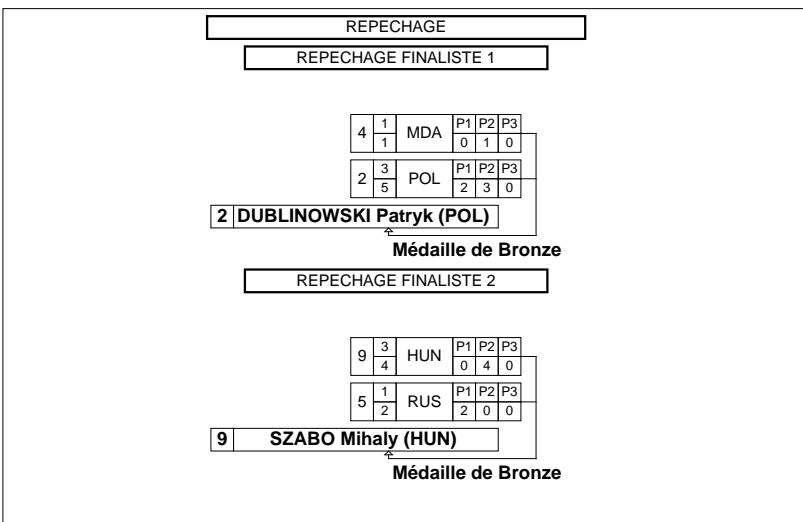 REPECHAGE
REPECHAGE FINALISTE 1
4 1 MDA P1 P2 P3
1 0 1 0
2 3 POL P1 P2 P3
5 2 3 0
2 DUBLINOWSKI Patryk (POL)
Médaille de Bronze
REPECHAGE FINALISTE 2
9 3 HUN P1 P2 P3
4 0 4 0
5 1 RUS P1 P2 P3
2 2 0 0
9 SZABO Mihaly (HUN)
Médaille de Bronze